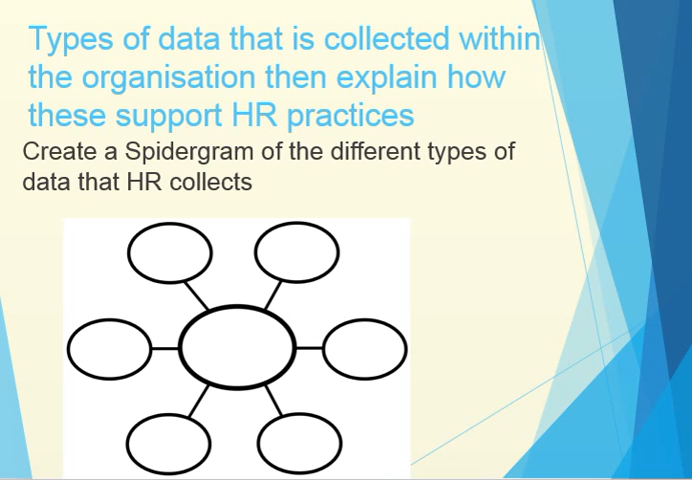 Types of data that is collected within
the organisation then explain how
these support HR practices
Create a Spidergram of the different types of
data that HR collects